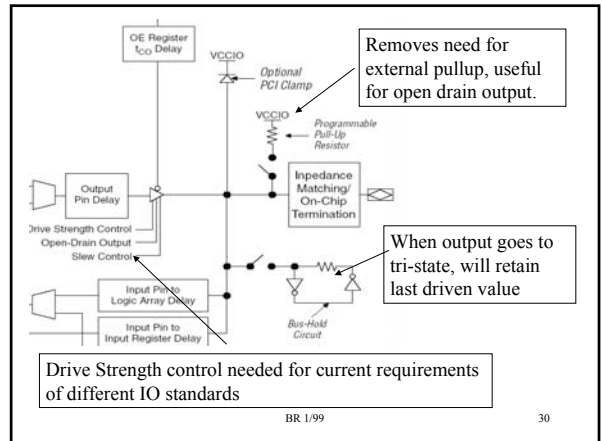 OE Register
tCO Delay
VCCIO
Optional
PCI Clamp
Removes need for
external pullup, useful
for open drain output.
VCCIO
Programmable
Pull-Up
Resistor
Output
Pin Delay
Impedance
Matching/
On-Chip
Termination
Drive Strength Control
Open-Drain Output
Slew Control
When output goes to
tri-state, will retain
last driven value
Input Pin to
Logic Array Delay
Input Pin to
Input Register Delay
Bus-Hold
Circuit
Drive Strength control needed for current requirements
of different IO standards
BR 1/99
30